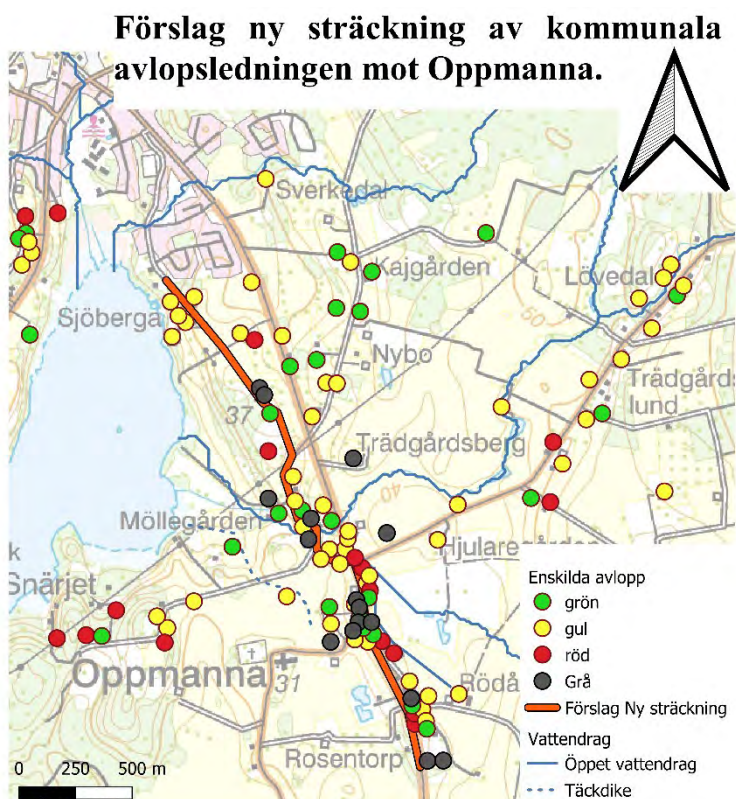 Förslag ny sträckning av kommunala
avlopsledningen mot Oppmanna.
Sverkedal
Kajgården
Lövedal
Sjöberga
Nybo
Trädgårds
lund
50
37
Trädgårdsberg
40
Möllegården
Hjularegården
k
Snärjet
Oppmanna
31
Rödå
Rosentorp
Enskilda avlopp
grön
gul
röd
Grå
Förslag Ny sträckning
Vattendrag
Öppet vattendrag
Täckdike
0 250 500 m